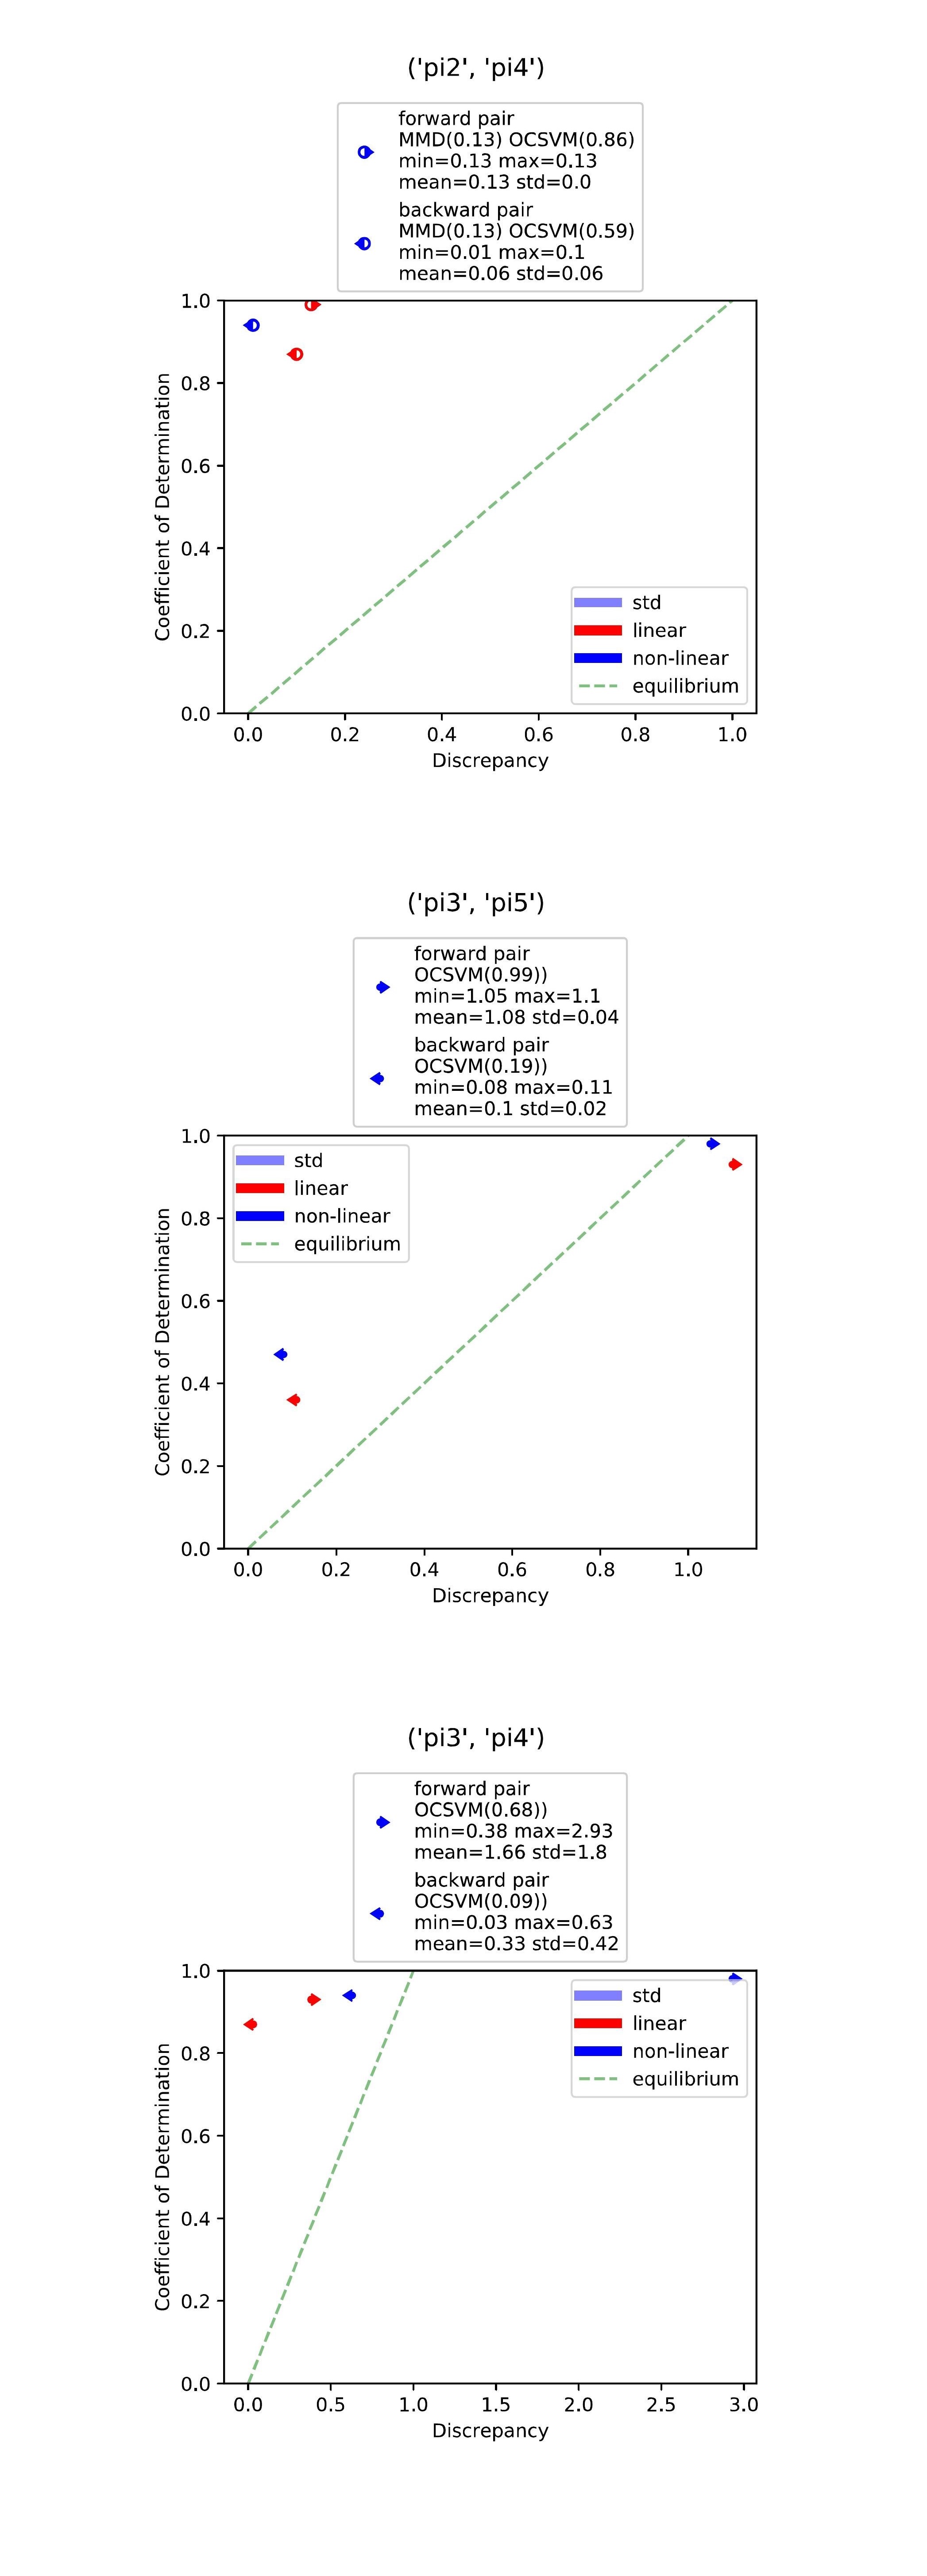 ('pi2', 'pi4')
forward pair
MMD(0.13) OCSVM(0.86)
min=0.13 max=0.13
mean=0.13 std=0.0
backward pair
MMD(0.13) OCSVM(0.59)
min=0.01 max=0.1
mean=0.06 std=0.06
1.0
0.8
0.6
0.4
0.2
0.0
Coefficient of Determination
std
linear
non-linear
equilibrium
0.0 0.2 0.4 0.6 0.8 1.0
Discrepancy
('pi3', 'pi5')
forward pair
OCSVM(0.99))
min=1.05 max=1.1
mean=1.08 std=0.04
backward pair
OCSVM(0.19))
min=0.08 max=0.11
mean=0.1 std=0.02
1.0
0.8
0.6
0.4
0.2
0.0
Coefficient of Determination
std
linear
non-linear
equilibrium
0.0 0.2 0.4 0.6 0.8 1.0
Discrepancy
('pi3', 'pi4')
forward pair
OCSVM(0.68))
min=0.38 max=2.93
mean=1.66 std=1.8
backward pair
OCSVM(0.09))
min=0.03 max=0.63
mean=0.33 std=0.42
1.0
0.8
0.6
0.4
0.2
0.0
Coefficient of Determination
std
linear
non-linear
equilibrium
0.0 0.5 1.0 1.5 2.0 2.5 3.0
Discrepancy